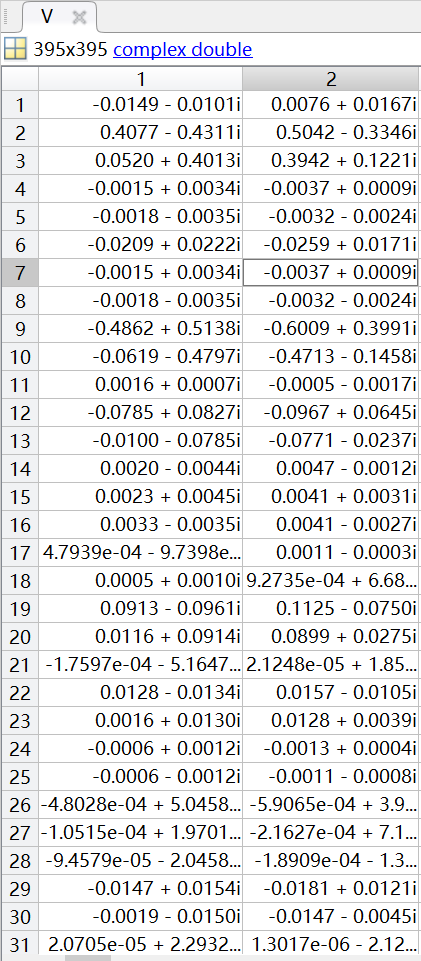 V
395x395 complex double
1 2
1 -0.0149 - 0.0101i 0.0076 + 0.0167i
2 0.4077 - 0.4311i 0.5042 - 0.3346i
3 0.0520 + 0.4013i 0.3942 + 0.1221i
4 -0.0015 + 0.0034i -0.0037 + 0.0009i
5 -0.0018 - 0.0035i -0.0032 - 0.0024i
6 -0.0209 + 0.0222i -0.0259 + 0.0171i
7 -0.0015 + 0.0034i -0.0037 + 0.0009i
8 -0.0018 - 0.0035i -0.0032 - 0.0024i
9 -0.4862 + 0.5138i -0.6009 + 0.3991i
10 -0.0619 - 0.4797i -0.4713 - 0.1458i
11 0.0016 + 0.0007i -0.0005 - 0.0017i
12 -0.0785 + 0.0827i -0.0967 + 0.0645i
13 -0.0100 - 0.0785i -0.0771 - 0.0237i
14 0.0020 - 0.0044i 0.0047 - 0.0012i
15 0.0023 + 0.0045i 0.0041 + 0.0031i
16 0.0033 - 0.0035i 0.0041 - 0.0027i
17 4.7939e-04 - 9.7398e... 0.0011 - 0.0003i
18 0.0005 + 0.0010i 9.2735e-04 + 6.68...
19 0.0913 - 0.0961i 0.1125 - 0.0750i
20 0.0116 + 0.0914i 0.0899 + 0.0275i
21 -1.7597e-04 - 5.1647... 2.1248e-05 + 1.85...
22 0.0128 - 0.0134i 0.0157 - 0.0105i
23 0.0016 + 0.0130i 0.0128 + 0.0039i
24 -0.0006 + 0.0012i -0.0013 + 0.0004i
25 -0.0006 - 0.0012i -0.0011 - 0.0008i
26 -4.8028e-04 + 5.0458... -5.9065e-04 + 3.9...
27 -1.0515e-04 + 1.9701... -2.1627e-04 + 7.1...
28 -9.4579e-05 - 2.0458... -1.8909e-04 - 1.3...
29 -0.0147 + 0.0154i -0.0181 + 0.0121i
30 -0.0019 - 0.0150i -0.0147 - 0.0045i
31 2.0705e-05 + 2.2932... 1.3017e-06 - 2.12...